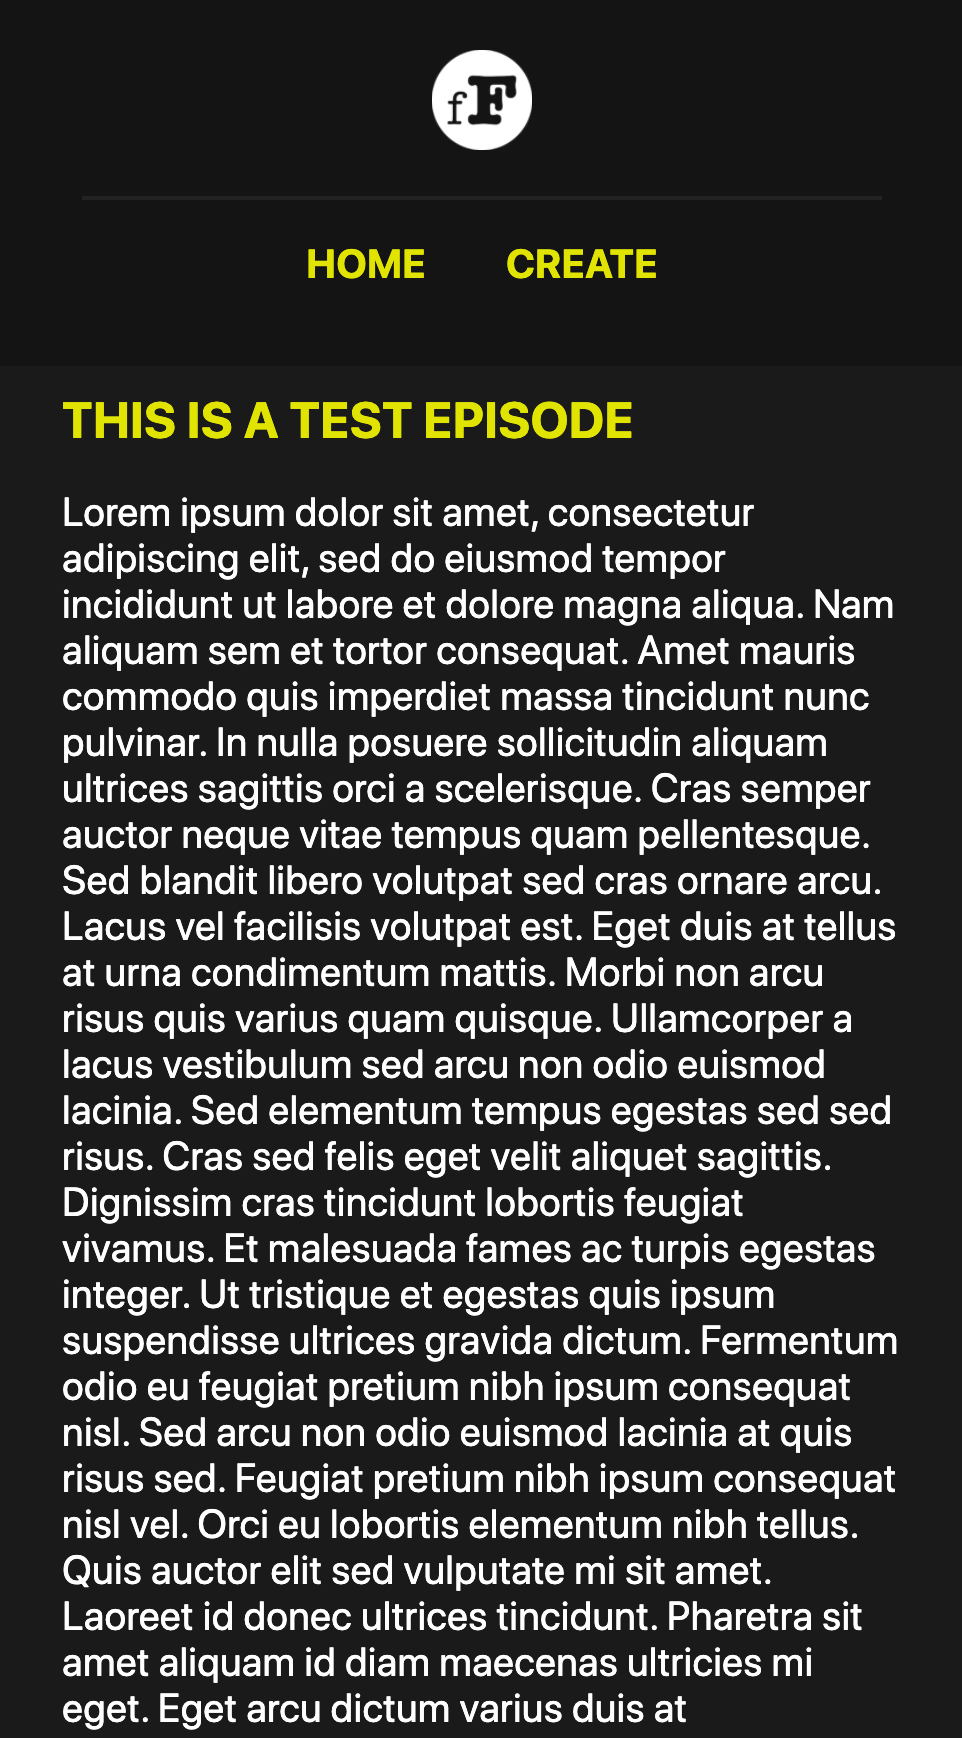 fF
HOME CREATE
THIS IS A TEST EPISODE
Lorem ipsum dolor sit amet, consectetur
adipiscing elit, sed do eiusmod tempor
incididunt ut labore et dolore magna aliqua. Nam
aliquam sem et tortor consequat. Amet mauris
commodo quis imperdiet massa tincidunt nunc
pulvinar. In nulla posuere sollicitudin aliquam
ultrices sagittis orci a scelerisque. Cras semper
auctor neque vitae tempus quam pellentesque.
Sed blandit libero volutpat sed cras ornare arcu.
Lacus vel facilisis volutpat est. Eget duis at tellus
at urna condimentum mattis. Morbi non arcu
risus quis varius quam quisque. Ullamcorper a
lacus vestibulum sed arcu non odio euismod
lacinia. Sed elementum tempus egestas sed sed
risus. Cras sed felis eget velit aliquet sagittis.
Dignissim cras tincidunt lobortis feugiat
vivamus. Et malesuada fames ac turpis egestas
integer. Ut tristique et egestas quis ipsum
suspendisse ultrices gravida dictum. Fermentum
odio eu feugiat pretium nibh ipsum consequat
nisl. Sed arcu non odio euismod lacinia at quis
risus sed. Feugiat pretium nibh ipsum consequat
nisl vel. Orci eu lobortis elementum nibh tellus.
Quis auctor elit sed vulputate mi sit amet.
Laoreet id donec ultrices tincidunt. Pharetra sit
amet aliquam id diam maecenas ultricies mi
eget. Eget arcu dictum varius duis at